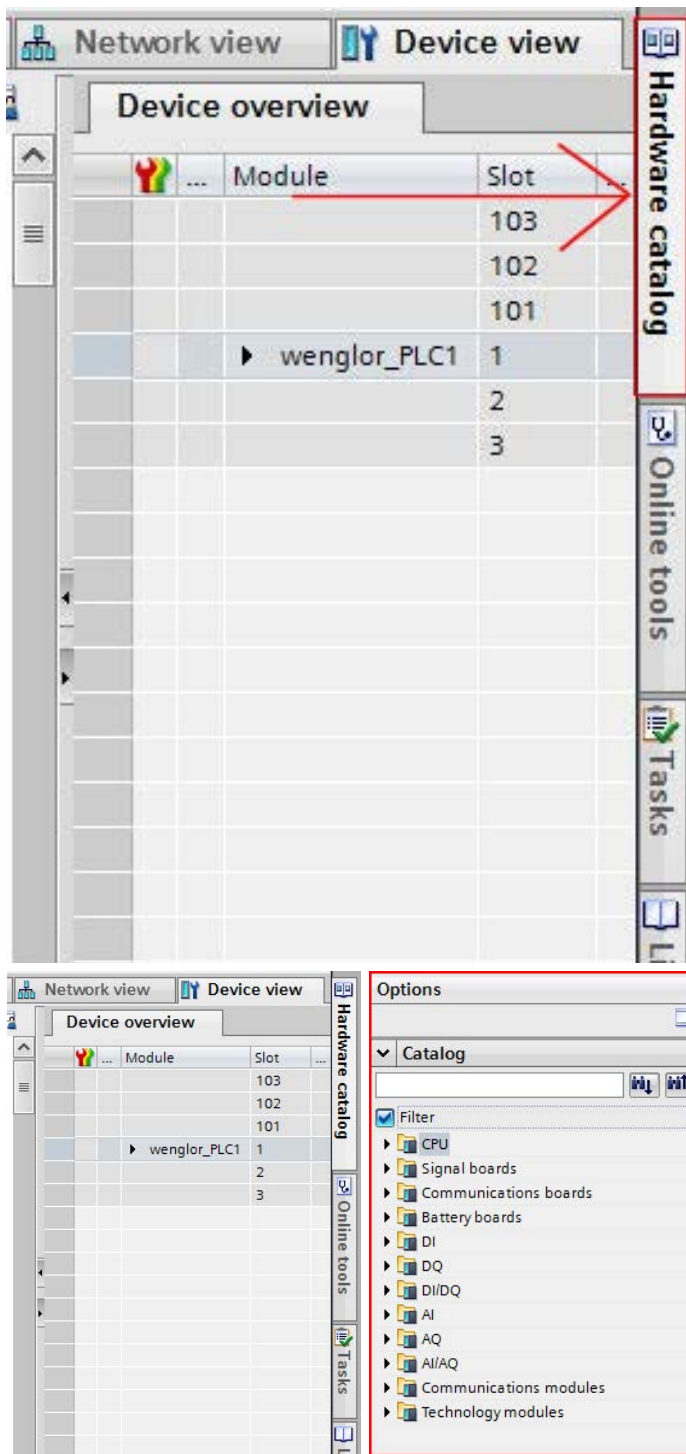 Network view Device view
Device overview
... Module Slot ...
103
102
101
wenglor_PLC1 1
2
3
Hardware catalog
Online tools
Tasks
Network view Device view
Device overview
... Module Slot ...
103
102
101
wenglor_PLC1 1
2
3
Hardware catalog
Online tools
Tasks
Options
Catalog
Filter
CPU
Signal boards
Communications boards
Battery boards
DI
DQ
DI/DQ
AI
AQ
AI/AQ
Communications modules
Technology modules